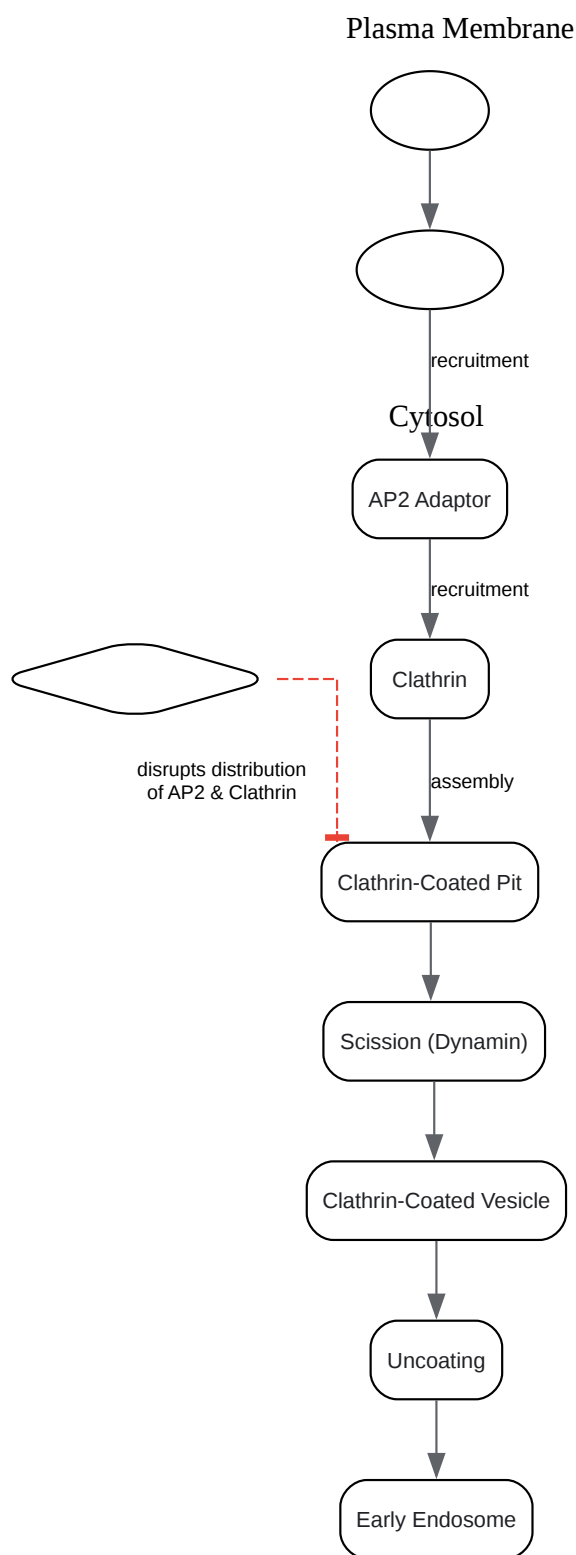 Plasma Membrane
recruitment
Cytosol
AP2 Adaptor
recruitment
Clathrin
disrupts distribution
of AP2 & Clathrin
assembly
Clathrin-Coated Pit
Scission (Dynamin)
Clathrin-Coated Vesicle
Uncoating
Early Endosome